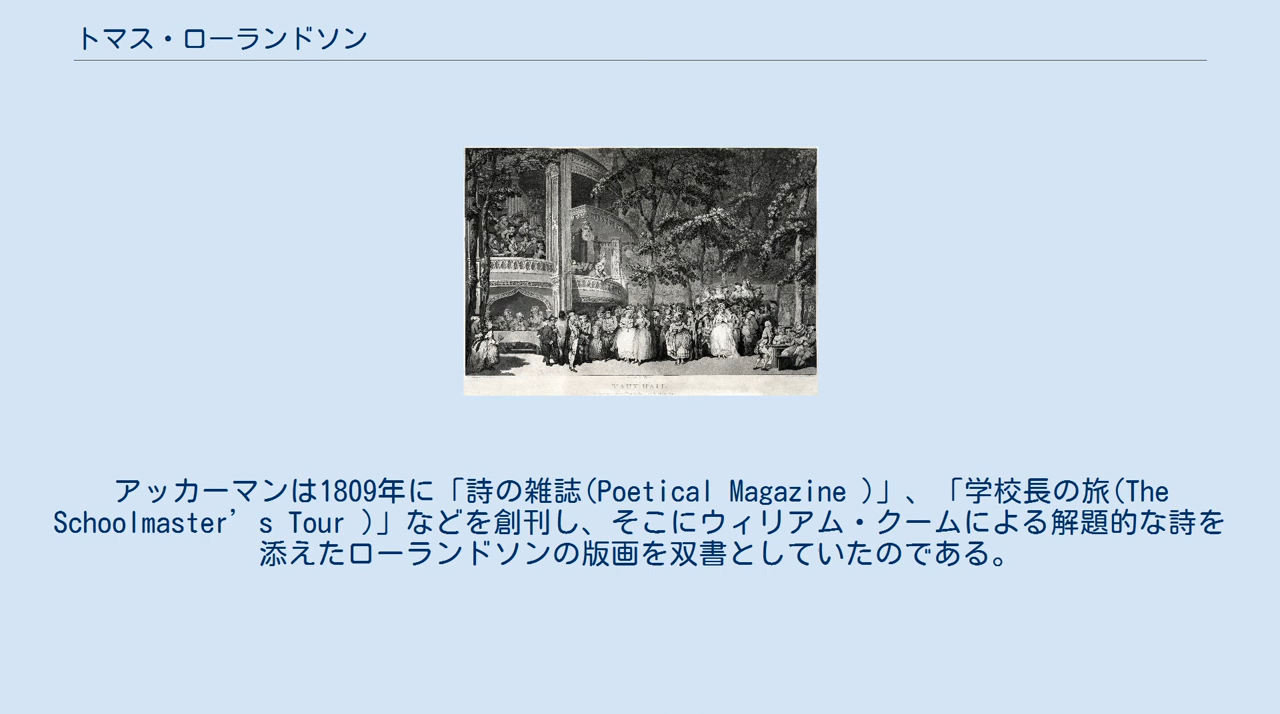 トマス・ローランドソン
VAUXHALL
アッカーマンは1809年に「詩の雑誌(Poetical Magazine )」、「学校長の旅(The
Schoolmaster’s Tour )」などを創刊し、そこにウィリアム・クームによる解題的な詩を
添えたローランドソンの版画を双書としていたのである。